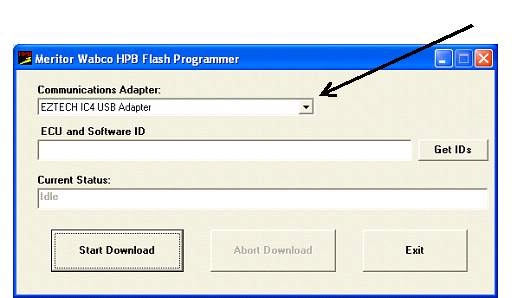 Meritor Wabco HPB Flash Programmer
Communications Adapter:
EZTECH IC4 USB Adapter
ECU and Software ID
Get IDs
Current Status:
Idle
Start Download
Abort Download
Exit